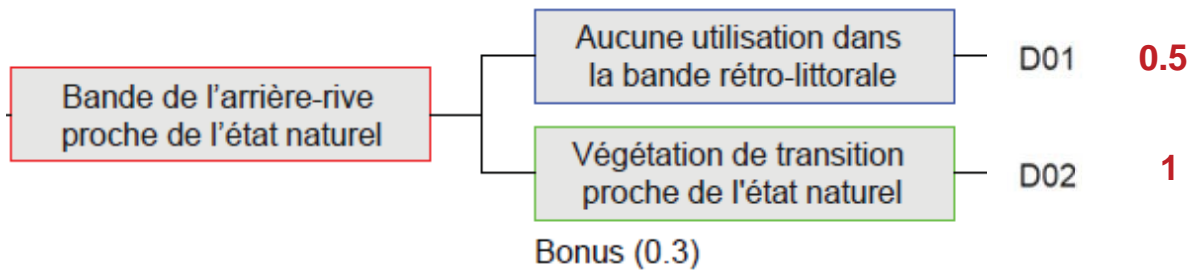 Bande de l’arrière-rive
proche de l’état naturel
Aucune utilisation dans
la bande rétro-littorale
D01
0.5
Végétation de transition
proche de l'état naturel
D02
1
Bonus (0.3)